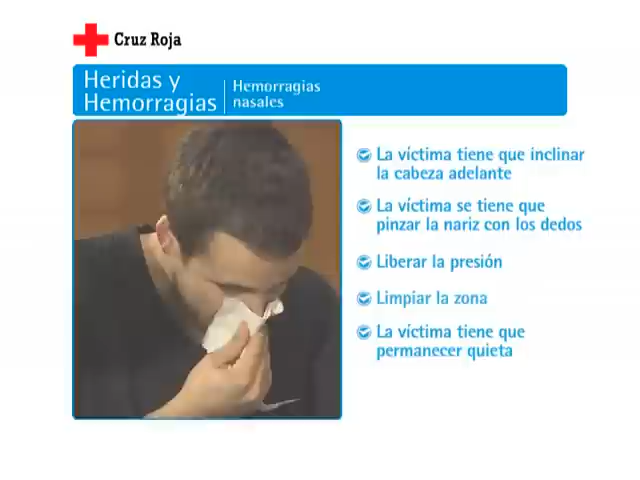 Cruz Roja
Heridas y
Hemorragias
Hemorragias
nasales
La víctima tiene que inclinar
la cabeza adelante
La víctima se tiene que
pinzar la nariz con los dedos
Liberar la presión
Limpiar la zona
La víctima tiene que
permanecer quieta